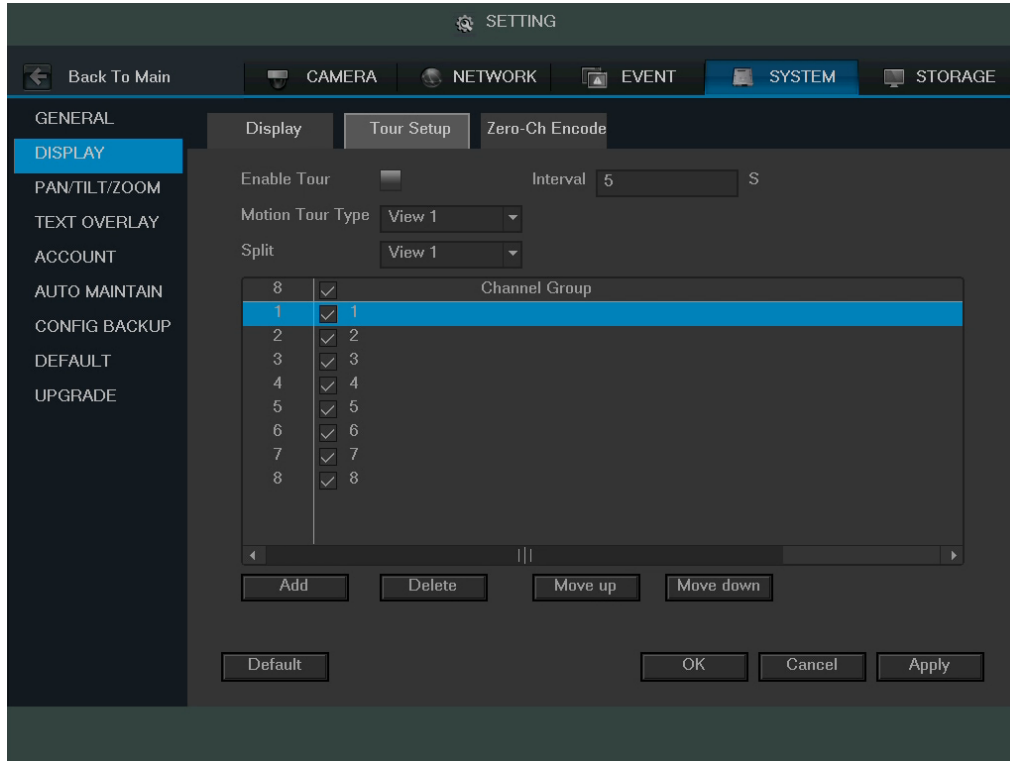 SETTING
Back To Main CAMERA NETWORK EVENT SYSTEM STORAGE
GENERAL
DISPLAY
PAN/TILT/ZOOM
TEXT OVERLAY
ACCOUNT
AUTO MAINTAIN
CONFIG BACKUP
DEFAULT
UPGRADE
Display Tour Setup Zero-Ch Encode
Enable Tour Interval 5 S
Motion Tour Type View 1
Split View 1
8 Channel Group
1 1
2 2
3 3
4 4
5 5
6 6
7 7
8 8
Add Delete Move up Move down
Default OK Cancel Apply